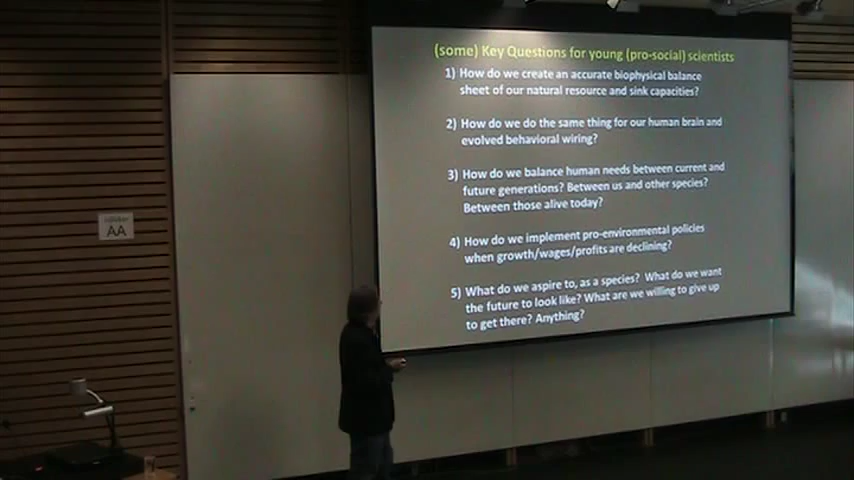 (some) Key Questions for young (pro-social) scientists
1) How do we create an accurate biophysical balance
sheet of our natural resource and sink capacities?
2) How do we do the same thing for our human brain and
evolved behavioral wiring?
3) How do we balance human needs between current and
future generations? Between us and other species?
Between those alive today?
4) How do we implement pro-environmental policies
when growth/wages/profits are declining?
5) What do we aspire to, as a species? What do we want
the future to look like? What are we willing to give up
to get there? Anything?
AA